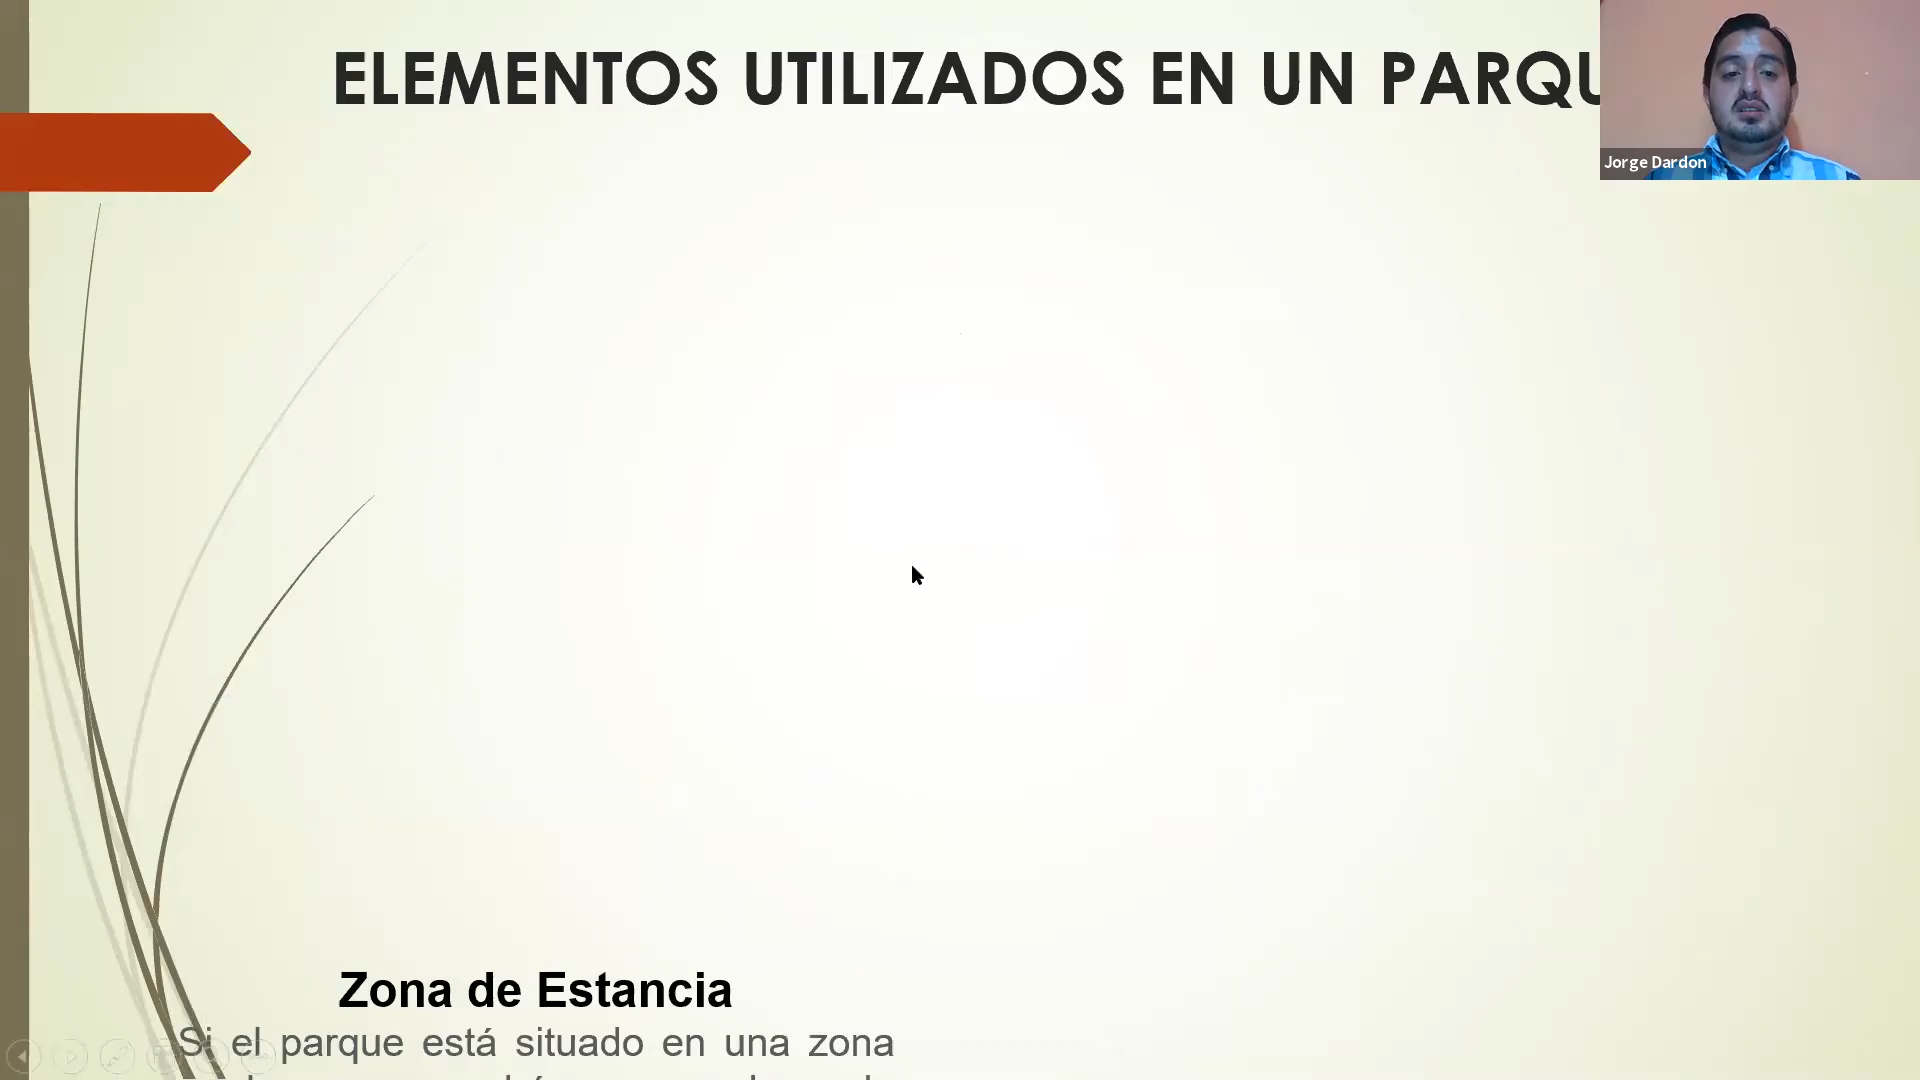 ELEMENTOS UTILIZADOS EN UN PARQU
Jorge Dardon
Zona de Estancia
Si el parque está situado en una zona